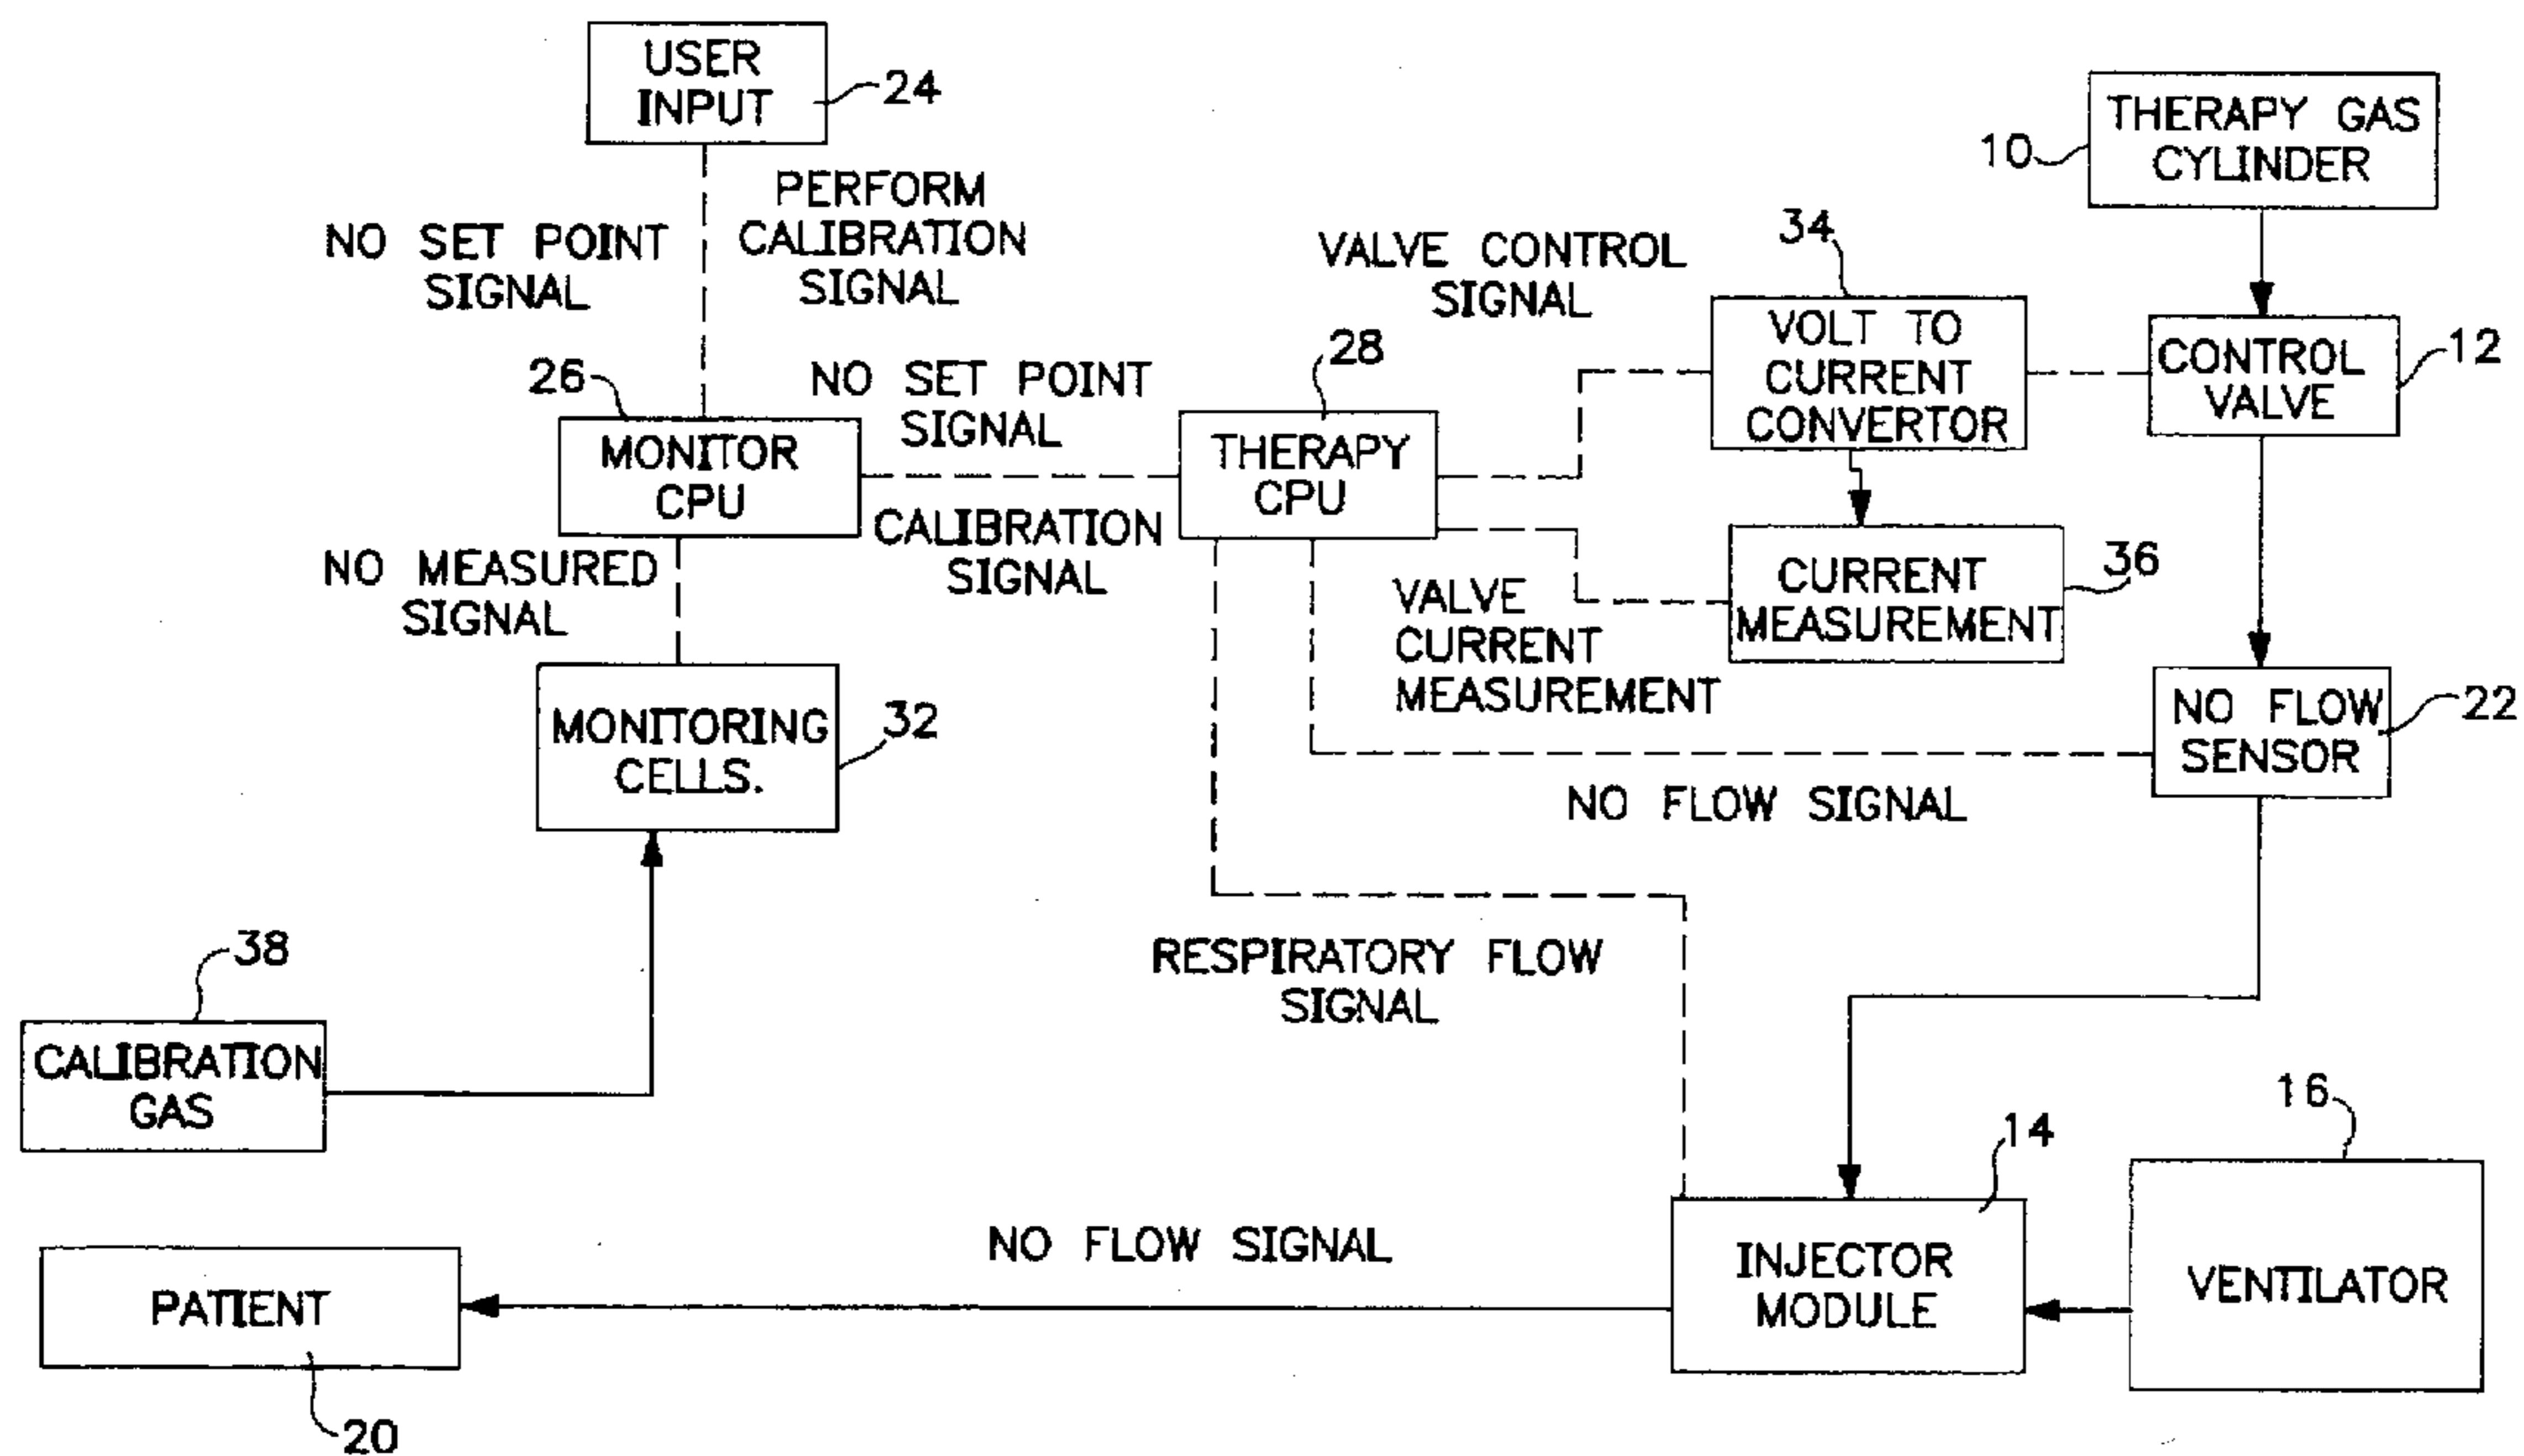 USER
INPUT
24
THERAPY GAS
CYLINDER
10
PERFORM
CALIBRATION
SIGNAL
NO SET POINT
SIGNAL
VALVE CONTROL
SIGNAL
34
VOLT TO
CURRENT
CONVERTOR
CONTROL
VALVE
12
26
MONITOR
CPU
NO SET POINT
SIGNAL
CALIBRATION
SIGNAL
28
THERAPY
CPU
NO MEASURED
SIGNAL
VALVE
CURRENT
MEASUREMENT
CURRENT
MEASUREMENT
36
MONITORING
CELLS.
32
NO FLOW
SENSOR
22
NO FLOW SIGNAL
38
CALIBRATION
GAS
RESPIRATORY FLOW
SIGNAL
14
INJECTOR
MODULE
16
VENTILATOR
NO FLOW SIGNAL
PATIENT
20